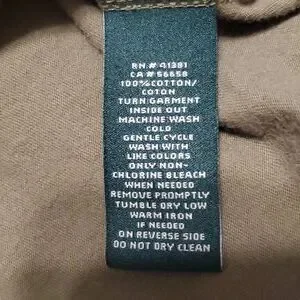 RN# 41381
CA# 56658
100% COTTON/
COTON
TURN GARMENT
INSIDE OUT
MACHINE WASH
COLD
GENTLE CYCLE
WASH WITH
LIKE COLORS
ONLY NON-
CHLORINE BLEACH
WHEN NEEDED
REMOVE PROMPTLY
TUMBLE DRY LOW
WARM IRON
IF NEEDED
ON REVERSE SIDE
DO NOT DRY CLEAN